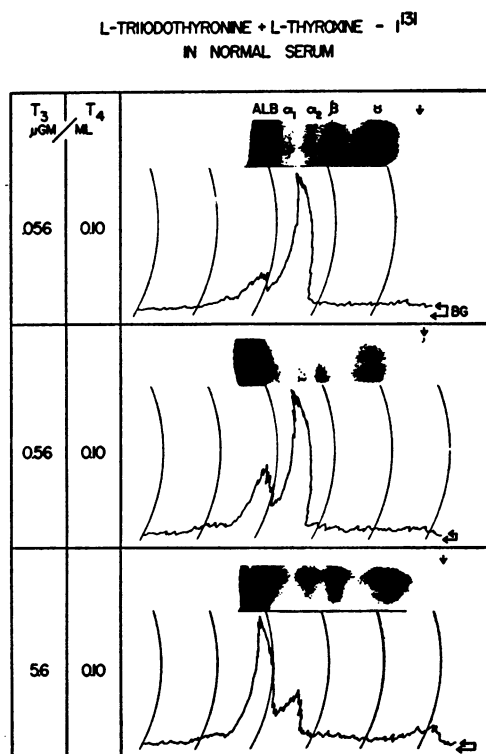 L-TRIIODOTHYRONINE + L-THYROXINE - I[131]
IN NORMAL SERUM
T3 T4
μGM/ML
ALB α1 α2 β γ
.056 0.10
BG
0.56 0.10
5.6 0.10